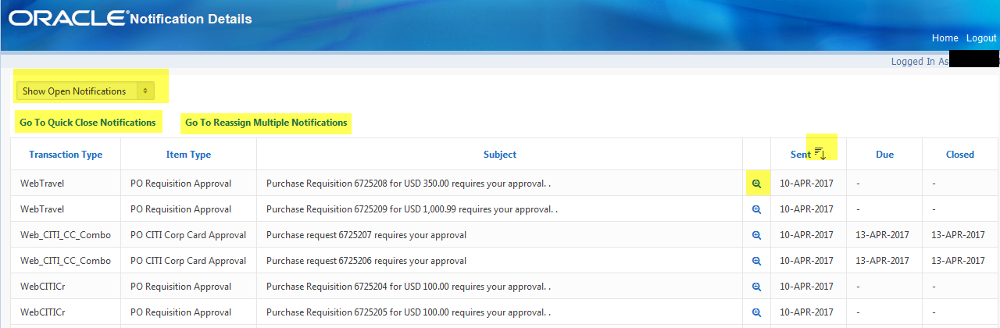 ORACLE® Notification Details
Home Logout
Logged In As
Show Open Notifications
Go To Quick Close Notifications Go To Reassign Multiple Notifications
Transaction Type Item Type Subject Sent Due Closed
WebTravel PO Requisition Approval Purchase Requisition 6725208 for USD 350.00 requires your approval. . 10-APR-2017 - -
WebTravel PO Requisition Approval Purchase Requisition 6725209 for USD 1,000.99 requires your approval. . 10-APR-2017 - -
Web_CITI_CC_Combo PO CITI Corp Card Approval Purchase request 6725207 requires your approval 10-APR-2017 13-APR-2017 13-APR-2017
Web_CITI_CC_Combo PO CITI Corp Card Approval Purchase request 6725206 requires your approval 10-APR-2017 13-APR-2017 13-APR-2017
WebCITICr PO Requisition Approval Purchase Requisition 6725204 for USD 100.00 requires your approval. . 10-APR-2017 - -
WebCITICr PO Requisition Approval Purchase Requisition 6725205 for USD 100.00 requires your approval. . 10-APR-2017 - -